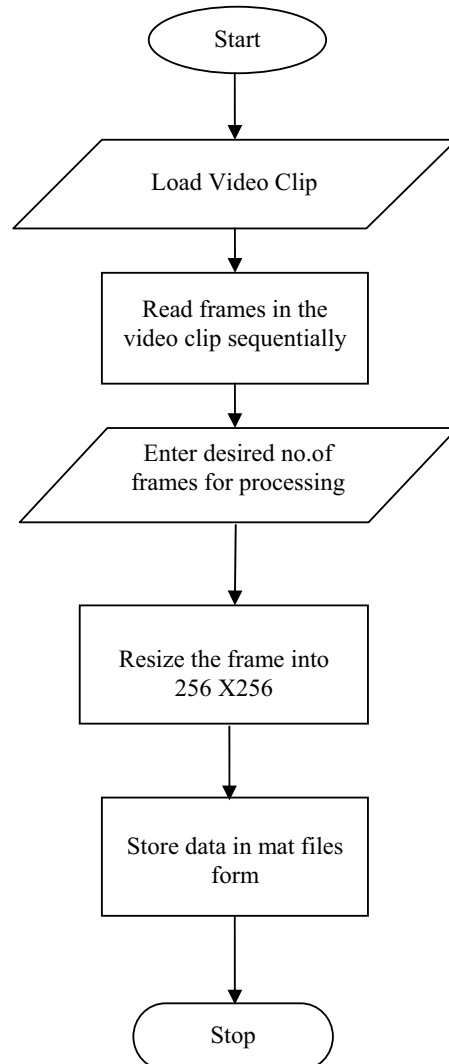 Start
Load Video Clip
Read frames in the
video clip sequentially
Enter desired no.of
frames for processing
Resize the frame into
256 X256
Store data in mat files
form
Stop